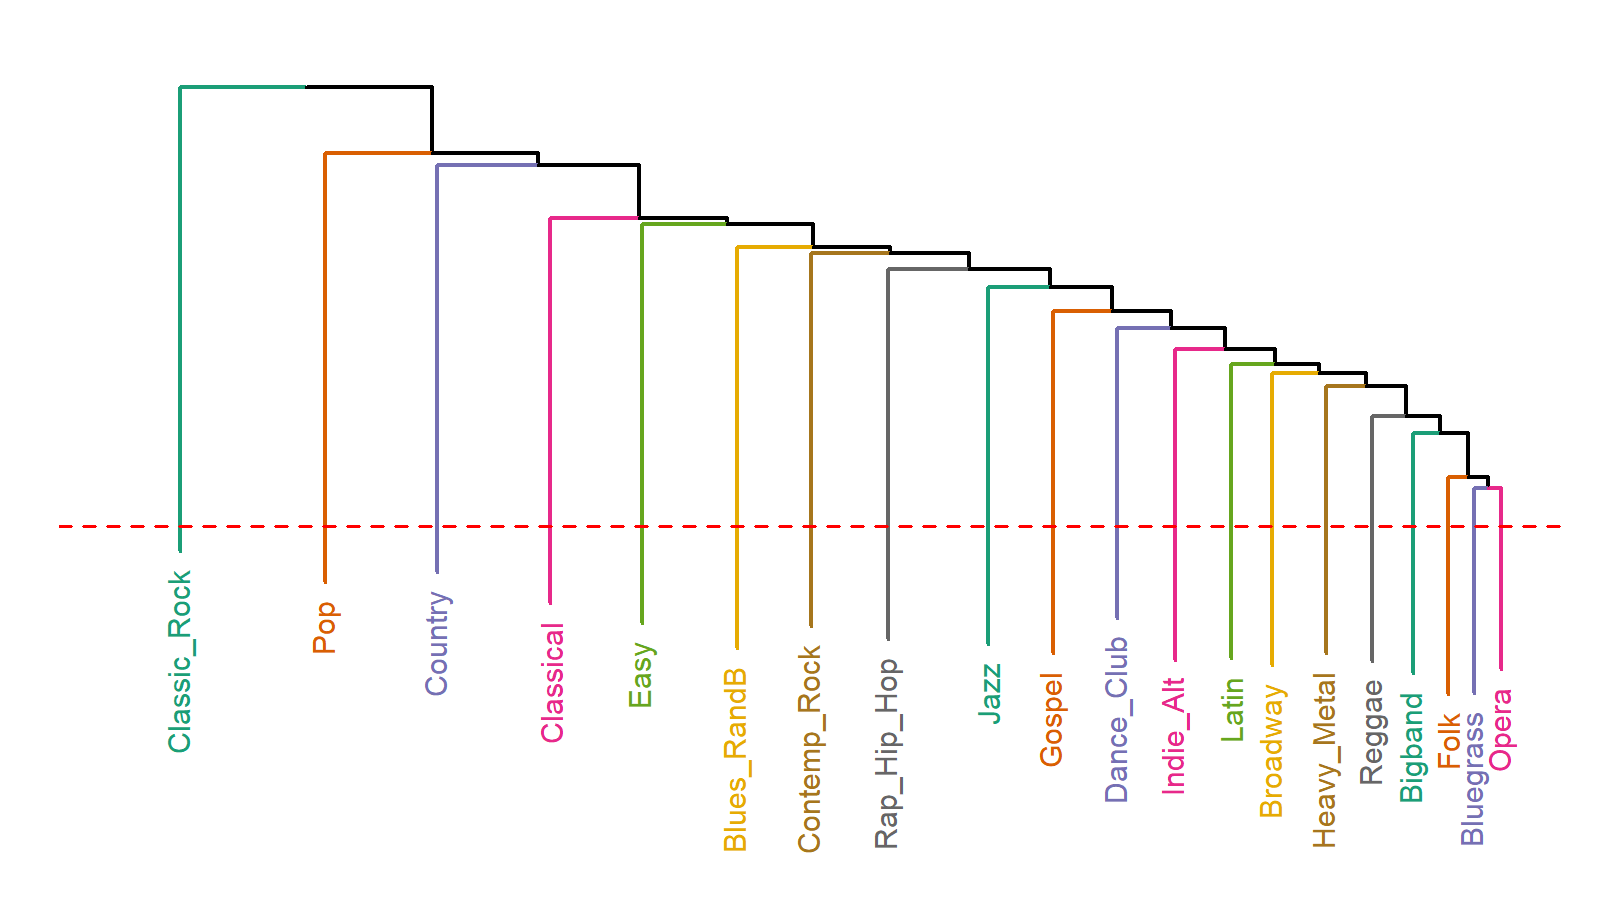 Classic_Rock
Pop
Country
Classical
Easy
Blues_RandB
Contemp_Rock
Rap_Hip_Hop
Jazz
Gospel
Dance_Club
Indie_Alt
Latin
Broadway
Heavy_Metal
Reggae
Bigband
Folk
Bluegrass
Opera